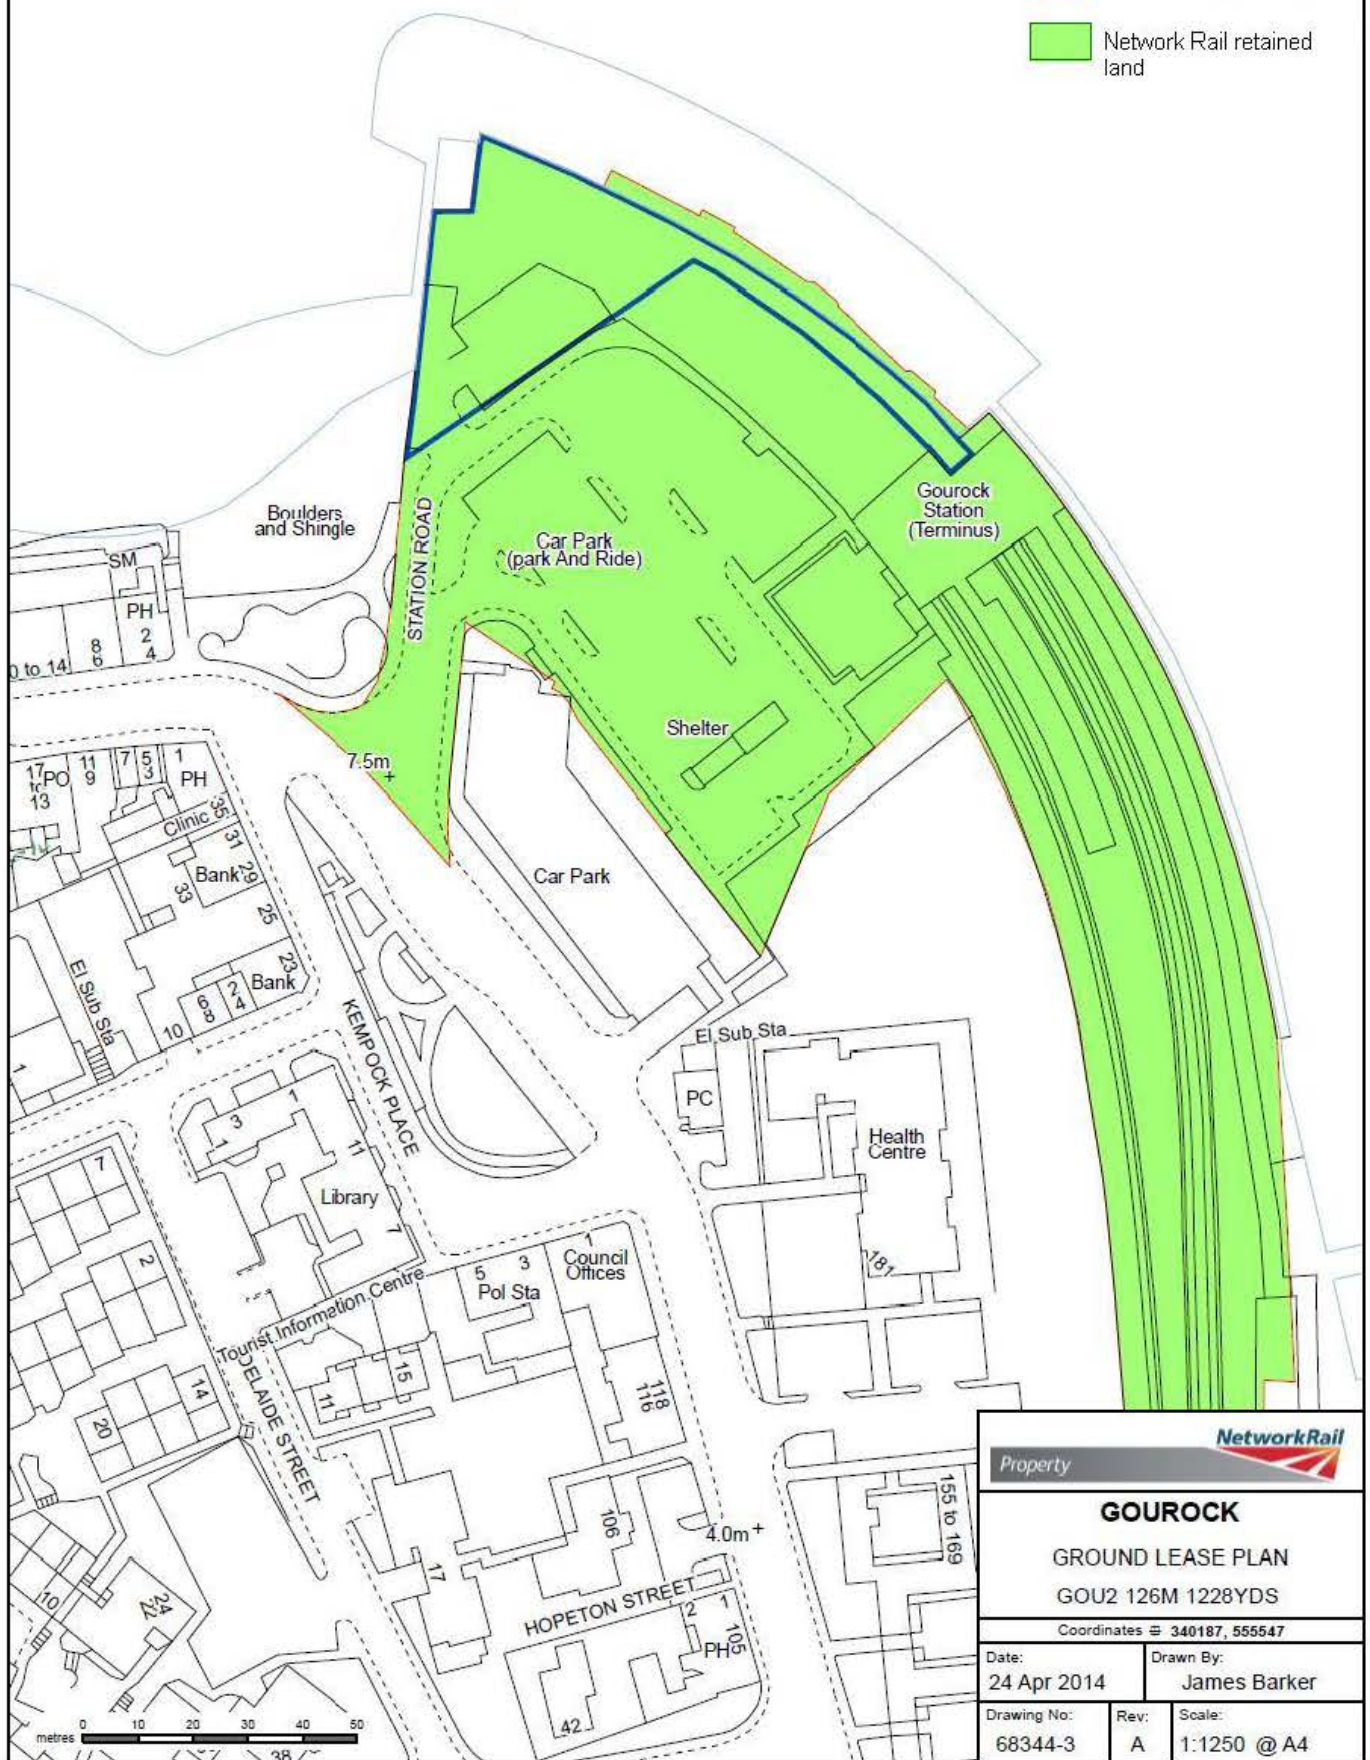 Network Rail retained
land
Boulders
and Shingle
STATION ROAD
Car Park
(park And Ride)
Gourock
Station
(Terminus)
SM
PH
2
4
8
6
0 to 14
7.5m
Shelter
Car Park
17
to
13
PO
11
9
7
5
3
1
PH
Clinic
35
31
29
Bank
33
25
23
Bank
2
4
6
8
10
El Sub Sta
1
KEMPOCK PLACE
El Sub Sta
PC
Health
Centre
181
3
1
1
11
Library
7
7
2
14
20
Tourist Information Centre
5
3
Pol Sta
1
Council
Offices
15
11
118
116
DELAIDE STREET
106
4.0m
17
155 to 169
HOPETON STREET
2
1
105
PH
42
10
24
22
38
metres
0 10 20 30 40 50
NetworkRail
Property
GOUROCK
GROUND LEASE PLAN
GOU2 126M 1228YDS
Coordinates 340187, 555547
Date:
24 Apr 2014
Drawn By:
James Barker
Drawing No:
68344-3
Rev:
A
Scale:
1:1250 @ A4